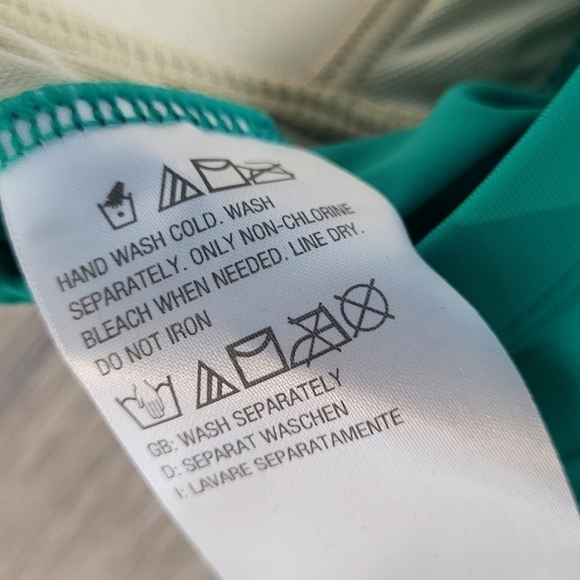 HAND WASH COLD. WASH
SEPARATELY. ONLY NON-CHLORINE
BLEACH WHEN NEEDED. LINE DRY.
DO NOT IRON
GB: WASH SEPARATELY
D: SEPARAT WASCHEN
I: LAVARE SEPARATAMENTE